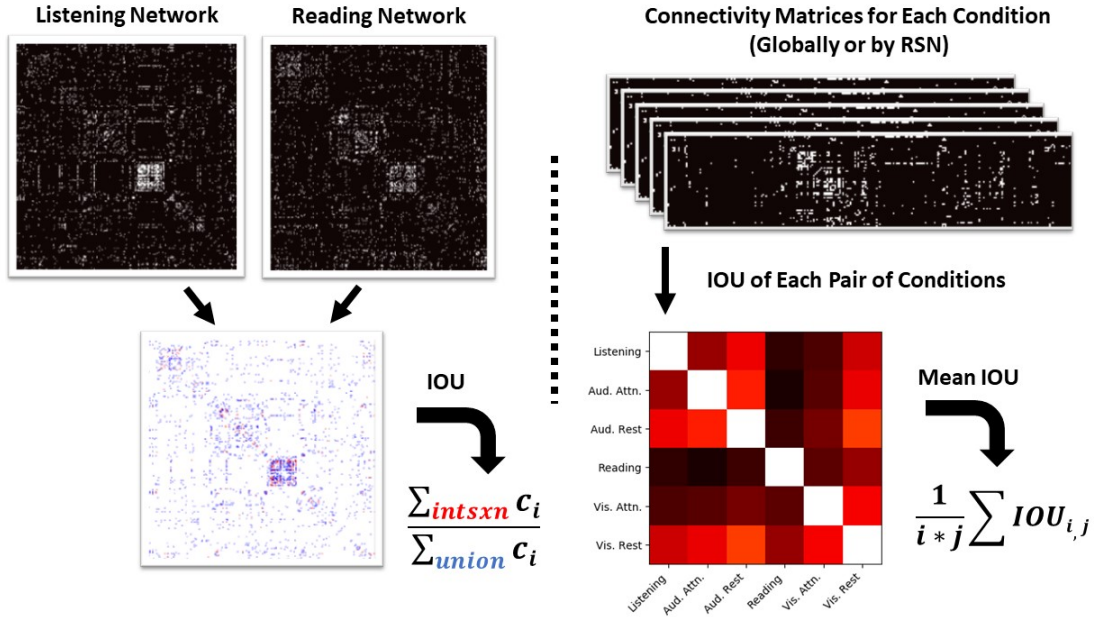 Listening Network
Reading Network
IOU
∑intsxn ci
∑union ci
Connectivity Matrices for Each Condition
(Globally or by RSN)
IOU of Each Pair of Conditions
Listening
Aud. Attn.
Aud. Rest
Reading
Vis. Attn.
Vis. Rest
Listening
Aud. Attn.
Aud. Rest
Reading
Vis. Attn.
Vis. Rest
Mean IOU
1
i * j
∑ IOUi,j